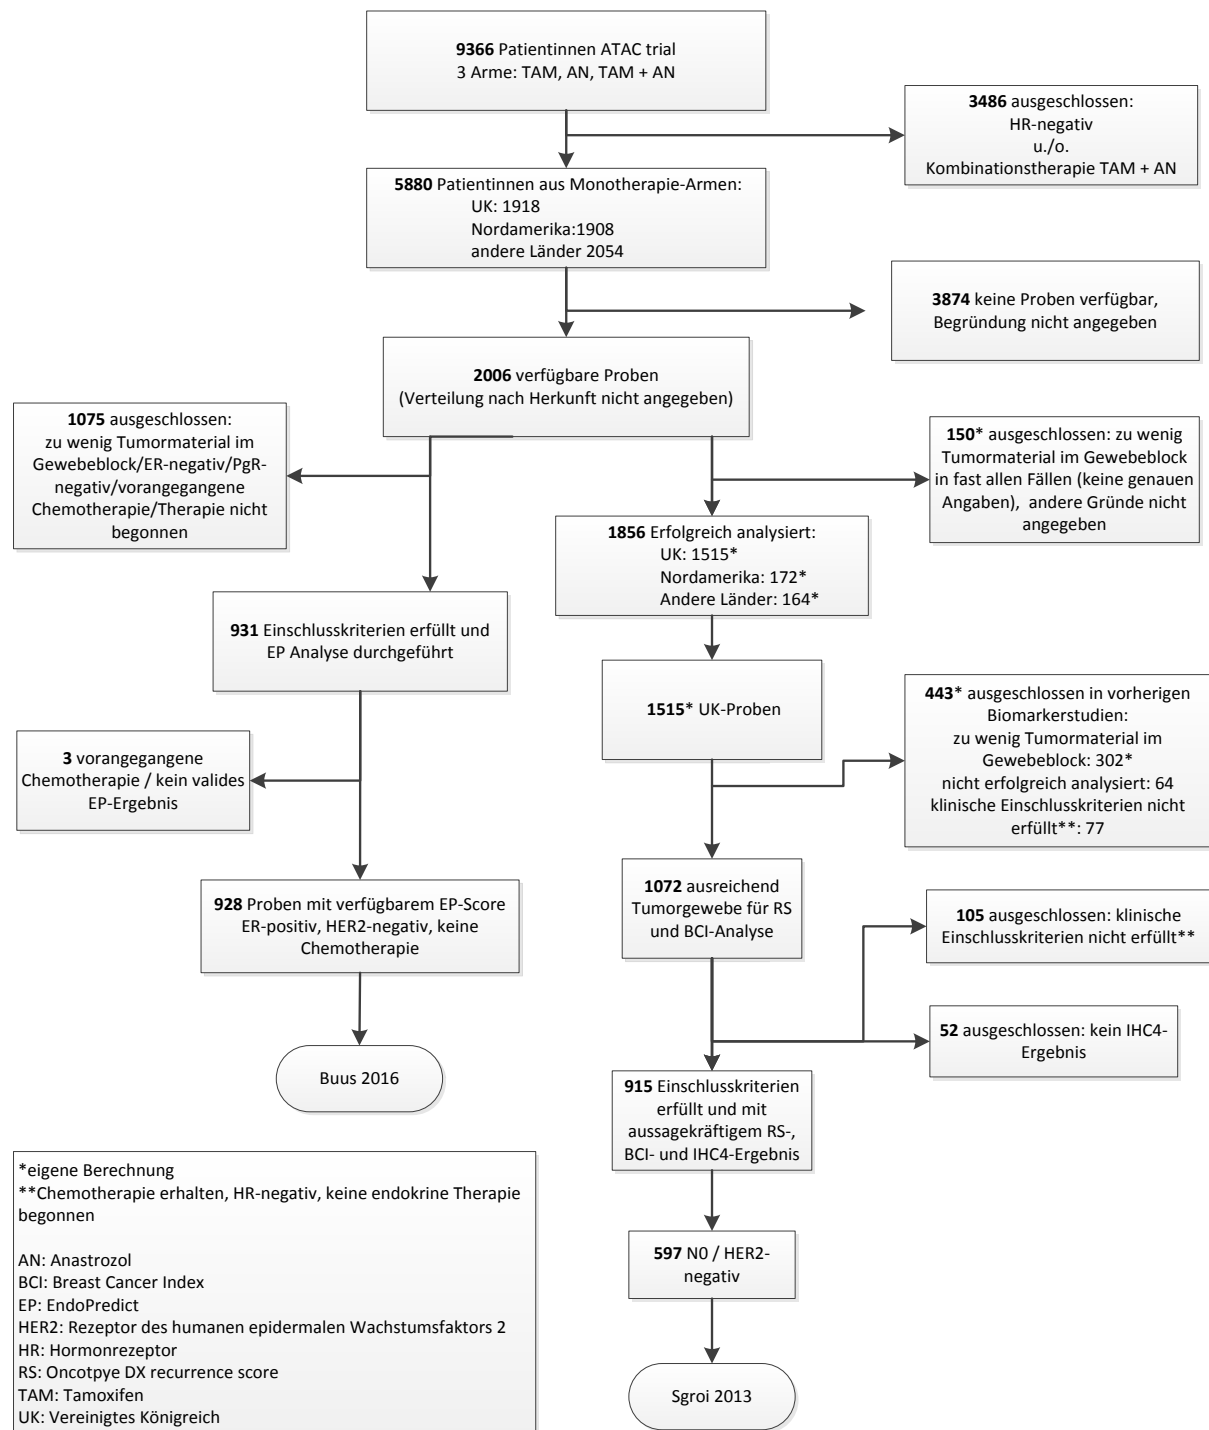 9366 Patientinnen ATAC trial
3 Arme: TAM, AN, TAM + AN
3486 ausgeschlossen:
HR-negativ
u./o.
Kombinationstherapie TAM + AN
5880 Patientinnen aus Monotherapie-Armen:
UK: 1918
Nordamerika:1908
andere Länder 2054
3874 keine Proben verfügbar,
Begründung nicht angegeben
2006 verfügbare Proben
(Verteilung nach Herkunft nicht angegeben)
1075 ausgeschlossen:
zu wenig Tumormaterial im
Gewebeblock/ER-negativ/PgR-
negativ/vorangegangene
Chemotherapie/Therapie nicht
begonnen
150* ausgeschlossen: zu wenig
Tumormaterial im Gewebeblock
in fast allen Fällen (keine genauen
Angaben), andere Gründe nicht
angegeben
1856 Erfolgreich analysiert:
UK: 1515*
Nordamerika: 172*
Andere Länder: 164*
931 Einschlusskriterien erfüllt und
EP Analyse durchgeführt
1515* UK-Proben
443* ausgeschlossen in vorherigen
Biomarkerstudien:
zu wenig Tumormaterial im
Gewebeblock: 302*
nicht erfolgreich analysiert: 64
klinische Einschlusskriterien nicht
erfüllt**: 77
3 vorangegangene
Chemotherapie / kein valides
EP-Ergebnis
1072 ausreichend
Tumorgewebe für RS
und BCI-Analyse
928 Proben mit verfügbarem EP-Score
ER-positiv, HER2-negativ, keine
Chemotherapie
105 ausgeschlossen: klinische
Einschlusskriterien nicht erfüllt**
52 ausgeschlossen: kein IHC4-
Ergebnis
Buus 2016
915 Einschlusskriterien
erfüllt und mit
aussagekräftigem RS-,
BCI- und IHC4-Ergebnis
597 N0 / HER2-
negativ
Sgroi 2013
*eigene Berechnung
**Chemotherapie erhalten, HR-negativ, keine endokrine Therapie
begonnen
AN: Anastrozol
BCI: Breast Cancer Index
EP: EndoPredict
HER2: Rezeptor des humanen epidermalen Wachstumsfaktors 2
HR: Hormonrezeptor
RS: Oncotpye DX recurrence score
TAM: Tamoxifen
UK: Vereinigtes Königreich